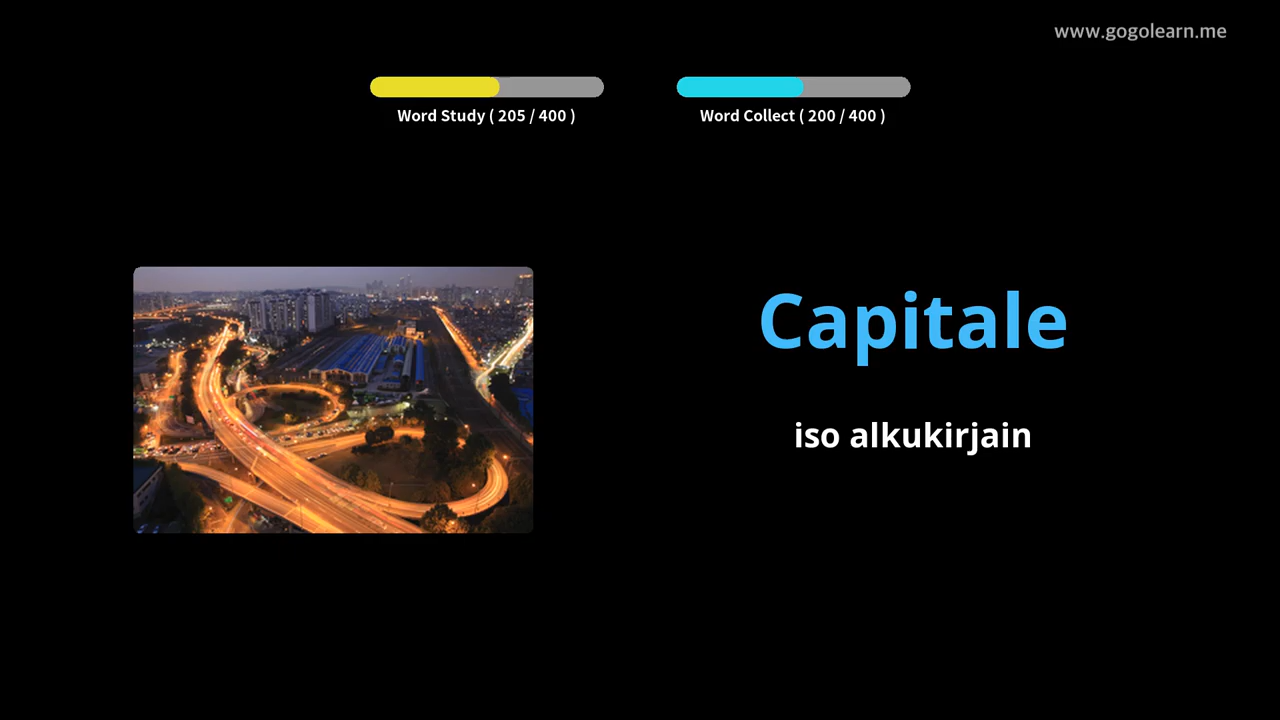 www.gogolearn.me
Word Study ( 205 / 400 )
Word Collect ( 200 / 400 )
Capitale
iso alkukirjain